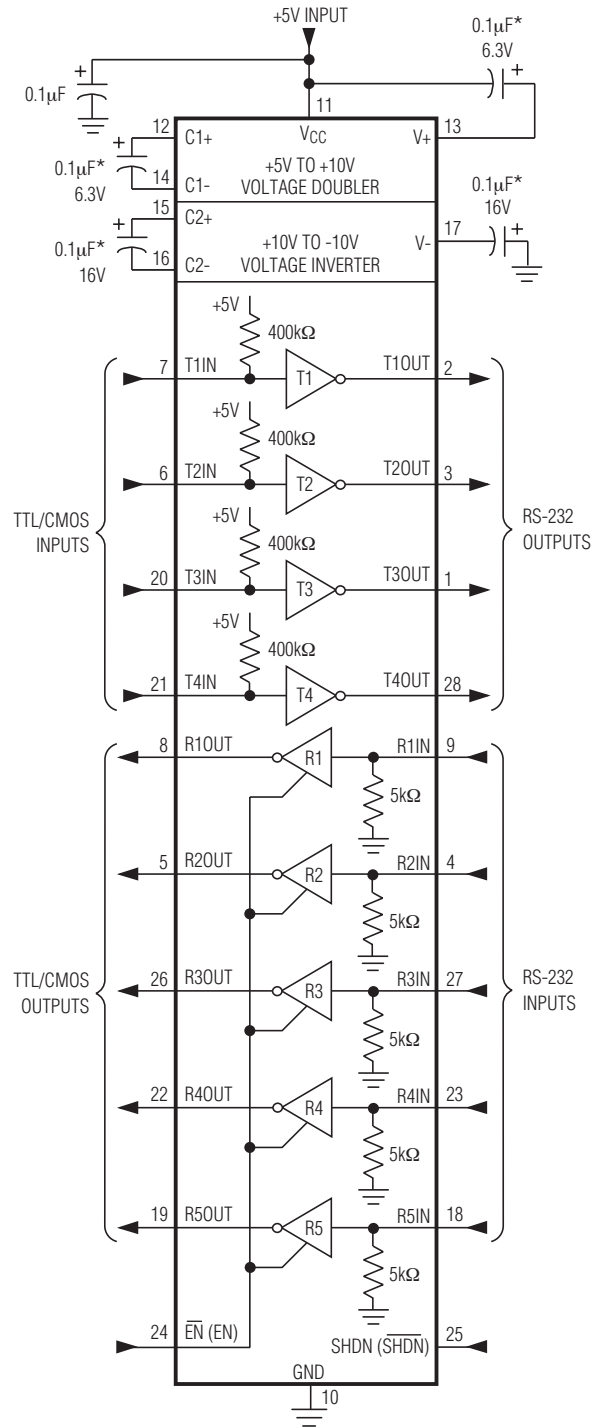 +5V INPUT
0.1μF
0.1μF*
6.3V
11
VCC
12
C1+
V+
13
0.1μF*
6.3V
14
C1-
+5V TO +10V
VOLTAGE DOUBLER
15
C2+
0.1μF*
16V
16
C2-
+10V TO -10V
VOLTAGE INVERTER
V-
17
0.1μF*
16V
+5V
400kΩ
7
T1IN
T1
T1OUT
2
+5V
400kΩ
6
T2IN
T2
T2OUT
3
TTL/CMOS
INPUTS
RS-232
OUTPUTS
+5V
400kΩ
20
T3IN
T3
T3OUT
1
+5V
400kΩ
21
T4IN
T4
T4OUT
28
8
R1OUT
R1
R1IN
9
5kΩ
5
R2OUT
R2
R2IN
4
5kΩ
TTL/CMOS
OUTPUTS
RS-232
INPUTS
26
R3OUT
R3
R3IN
27
5kΩ
22
R4OUT
R4
R4IN
23
5kΩ
19
R5OUT
R5
R5IN
18
5kΩ
24
E̅N̅ (EN)
SHDN (S̅H̅D̅N̅)
25
GND
10